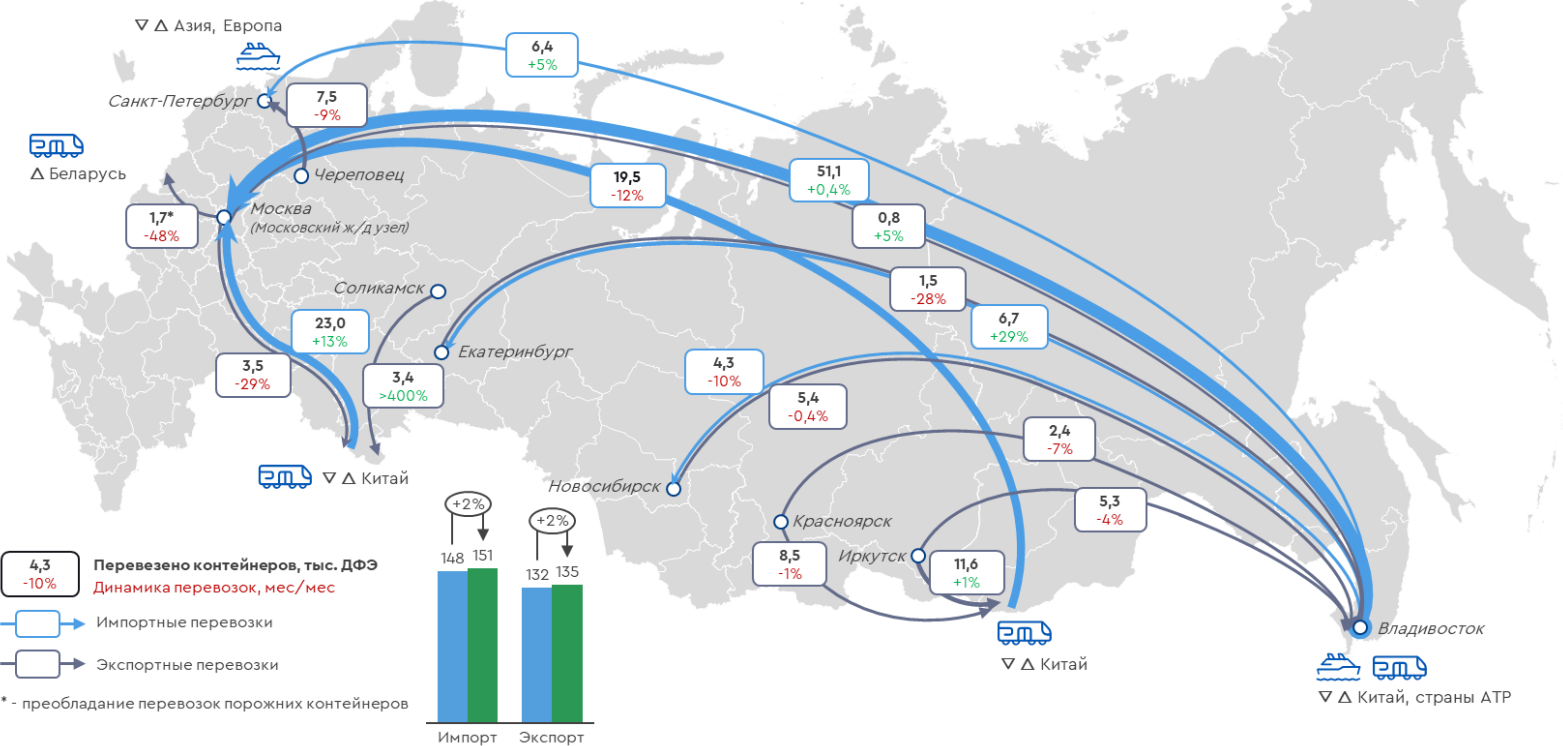 ▽ △ Азия, Европа
6,4
+5%
Санкт-Петербург
7,5
-9%
△ Беларусь
Череповец
19,5
-12%
51,1
+0,4%
1,7*
-48%
Москва
(Московский ж/д узел)
0,8
+5%
Соликамск
1,5
-28%
23,0
+13%
6,7
+29%
Екатеринбург
3,5
-29%
3,4
>400%
4,3
-10%
5,4
-0,4%
2,4
-7%
▽ △ Китай
Новосибирск
5,3
-4%
Красноярск
8,5
-1%
Иркутск
11,6
+1%
▽ △ Китай
Владивосток
▽ △ Китай, страны АТР
4,3
-10%
Перевезено контейнеров, тыс. ДФЭ
Динамика перевозок, мес/мес
Импортные перевозки
Экспортные перевозки
* - преобладание перевозок порожних контейнеров
+2%
+2%
148 151
132 135
Импорт Экспорт